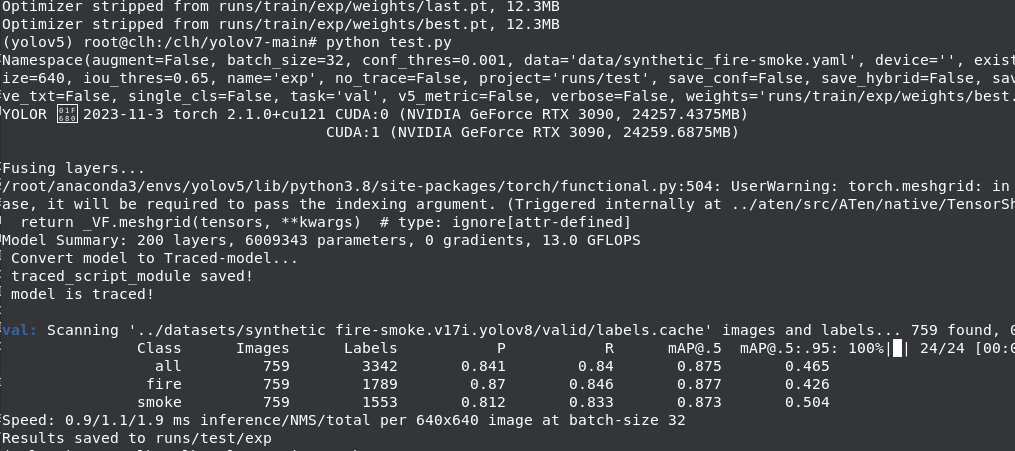 Optimizer stripped from runs/train/exp/weights/last.pt, 12.3MB
Optimizer stripped from runs/train/exp/weights/best.pt, 12.3MB
(yolov5) root@clh:/clh/yolov7-main# python test.py
Namespace(augment=False, batch_size=32, conf_thres=0.001, data='data/synthetic_fire-smoke.yaml', device='', exist
ize=640, iou_thres=0.65, name='exp', no_trace=False, project='runs/test', save_conf=False, save_hybrid=False, sav
ve_txt=False, single_cls=False, task='val', v5_metric=False, verbose=False, weights='runs/train/exp/weights/best.
YOLOR 01F680 2023-11-3 torch 2.1.0+cu121 CUDA:0 (NVIDIA GeForce RTX 3090, 24257.4375MB)
CUDA:1 (NVIDIA GeForce RTX 3090, 24259.6875MB)
Fusing layers...
/root/anaconda3/envs/yolov5/lib/python3.8/site-packages/torch/functional.py:504: UserWarning: torch.meshgrid: in
ase, it will be required to pass the indexing argument. (Triggered internally at ../aten/src/ATen/native/TensorSh
return _VF.meshgrid(tensors, **kwargs)  # type: ignore[attr-defined]
Model Summary: 200 layers, 6009343 parameters, 0 gradients, 13.0 GFLOPS
Convert model to Traced-model...
traced_script_module saved!
model is traced!
val: Scanning '../datasets/synthetic fire-smoke.v17i.yolov8/valid/labels.cache' images and labels... 759 found, 0
Class Images Labels P R mAP@.5 mAP@.5:.95: 100%|█| 24/24 [00:0
all 759 3342 0.841 0.84 0.875 0.465
fire 759 1789 0.87 0.846 0.877 0.426
smoke 759 1553 0.812 0.833 0.873 0.504
Speed: 0.9/1.1/1.9 ms inference/NMS/total per 640x640 image at batch-size 32
Results saved to runs/test/exp